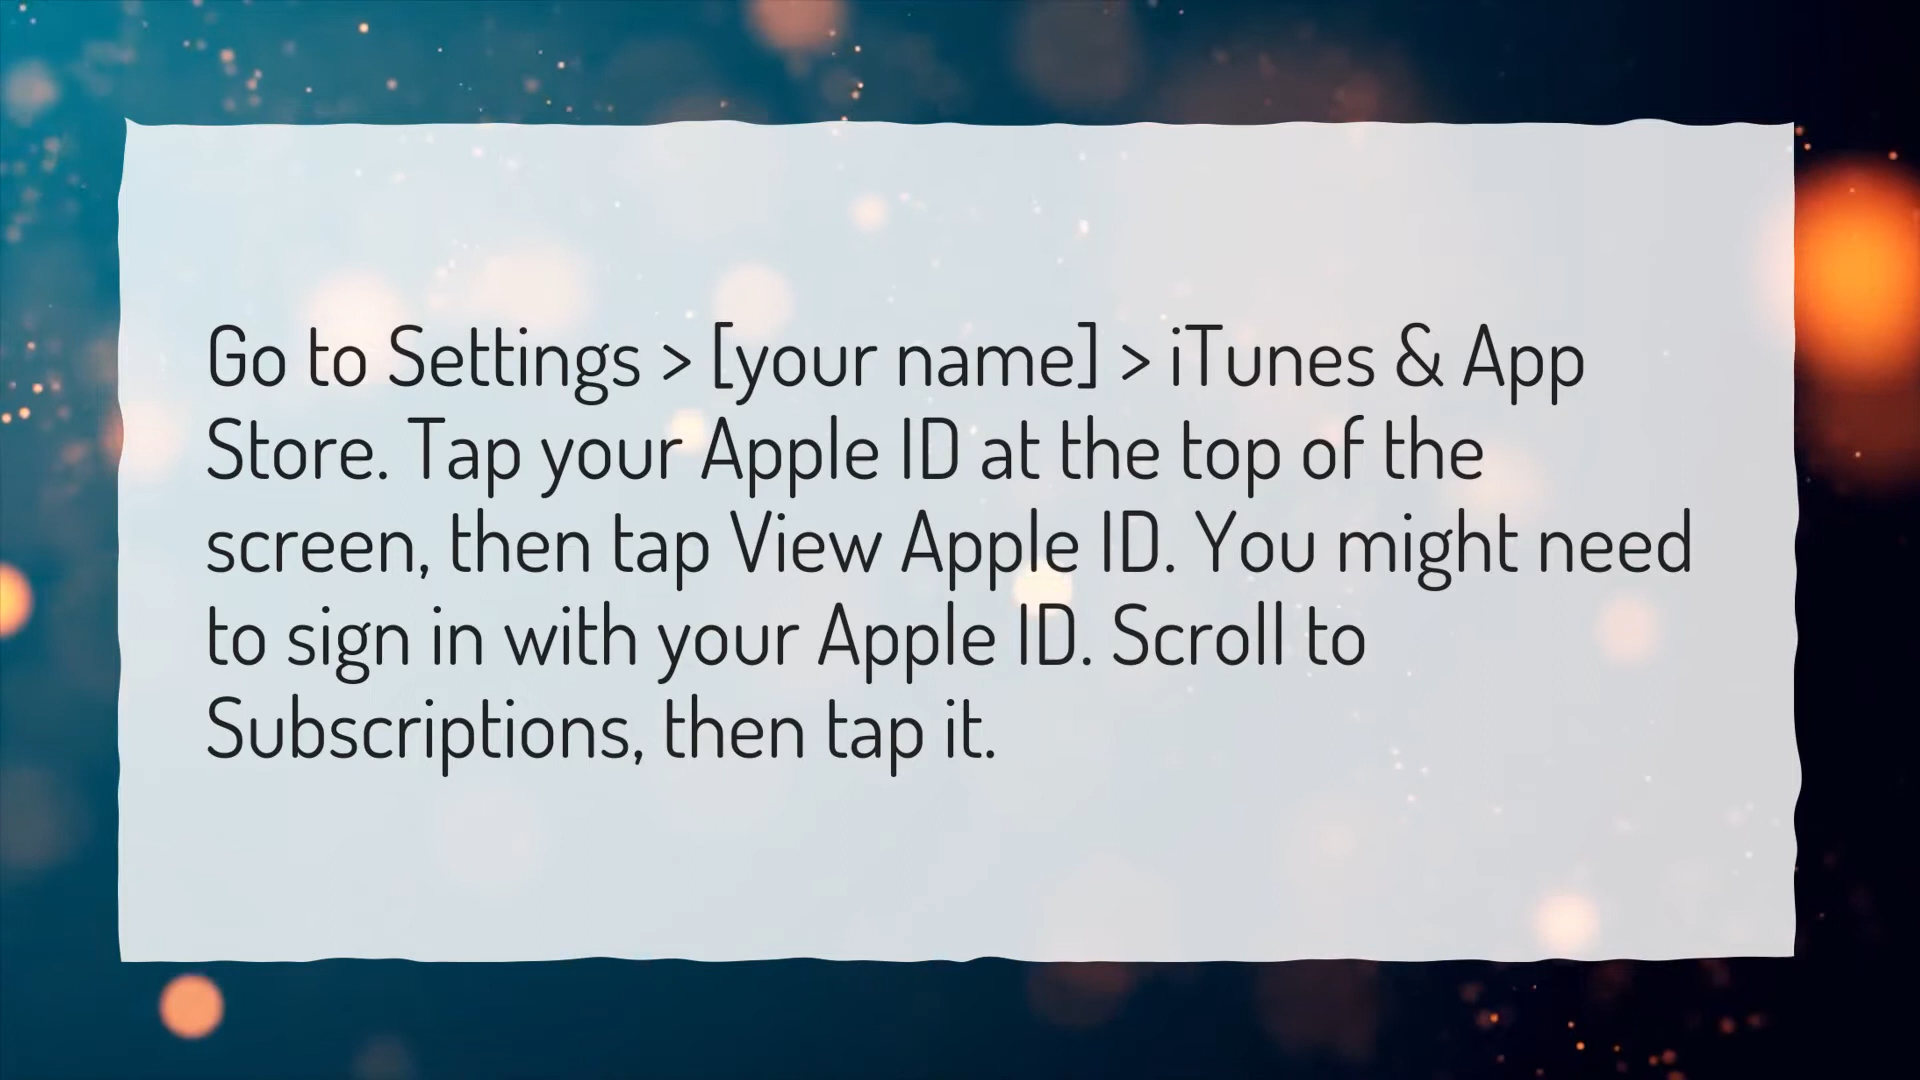 Go to Settings > [your name] > iTunes & App
Store. Tap your Apple ID at the top of the
screen, then tap View Apple ID. You might need
to sign in with your Apple ID. Scroll to
Subscriptions, then tap it.